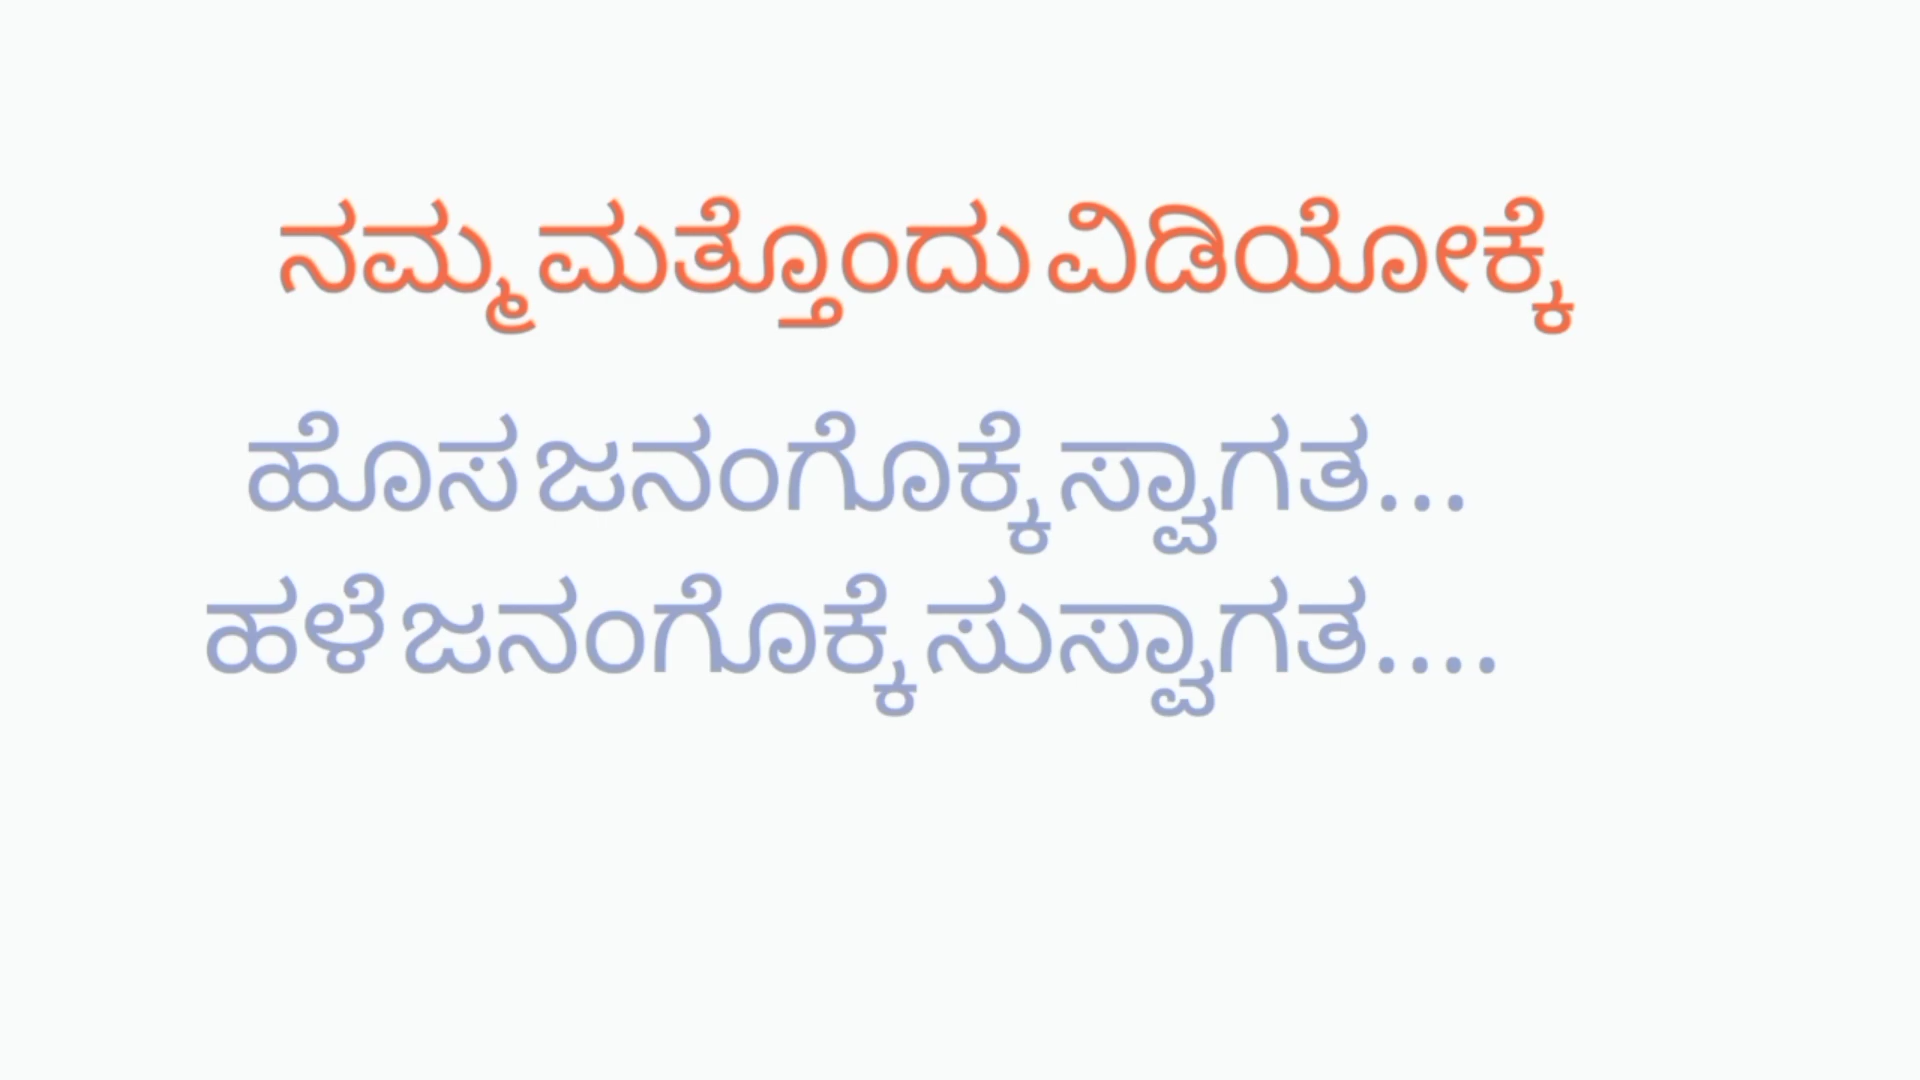 ನಮ್ಮ ಮತ್ತೊಂದು ವಿಡಿಯೋಕ್ಕೆ
ಹೊಸ ಜನಂಗೊಕ್ಕೆ ಸ್ವಾಗತ...
ಹಳೆ ಜನಂಗೊಕ್ಕೆ ಸುಸ್ವಾಗತ....